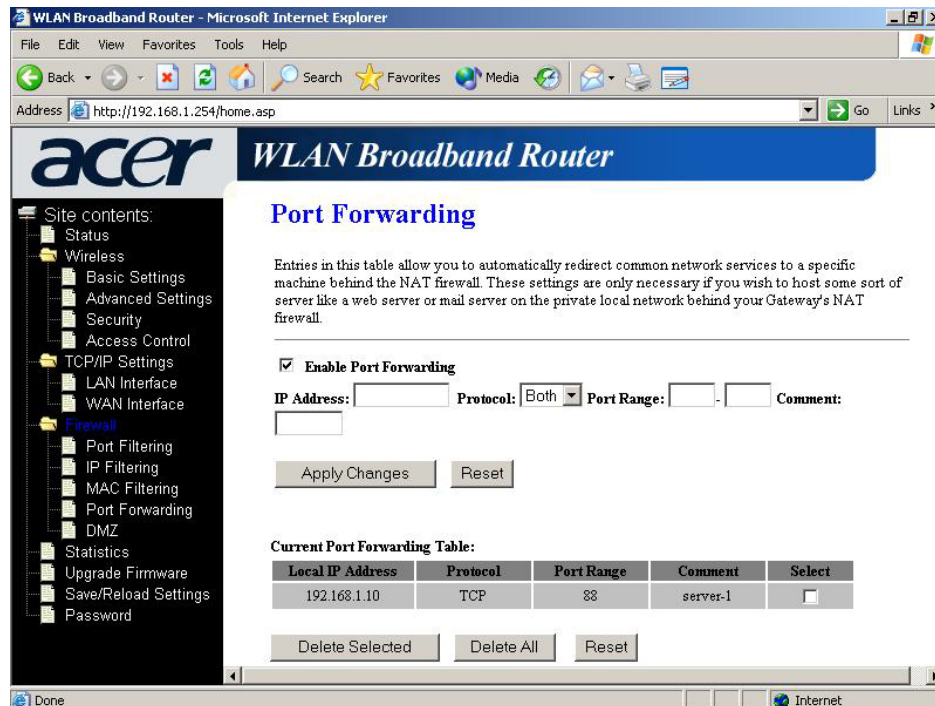 WLAN Broadband Router - Microsoft Internet Explorer
File Edit View Favorites Tools Help
Back Search Favorites Media
Address http://192.168.1.254/home.asp Go Links
acer
WLAN Broadband Router
Site contents:
Status
Wireless
Basic Settings
Advanced Settings
Security
Access Control
TCP/IP Settings
LAN Interface
WAN Interface
Firewall
Port Filtering
IP Filtering
MAC Filtering
Port Forwarding
DMZ
Statistics
Upgrade Firmware
Save/Reload Settings
Password
Port Forwarding
Entries in this table allow you to automatically redirect common network services to a specific
machine behind the NAT firewall. These settings are only necessary if you wish to host some sort of
server like a web server or mail server on the private local network behind your Gateway's NAT
firewall.
Enable Port Forwarding
IP Address: Protocol: Both Port Range: - Comment:
Apply Changes Reset
Current Port Forwarding Table:
Local IP Address Protocol Port Range Comment Select
192.168.1.10 TCP 88 server-1
Delete Selected Delete All Reset
Done Internet